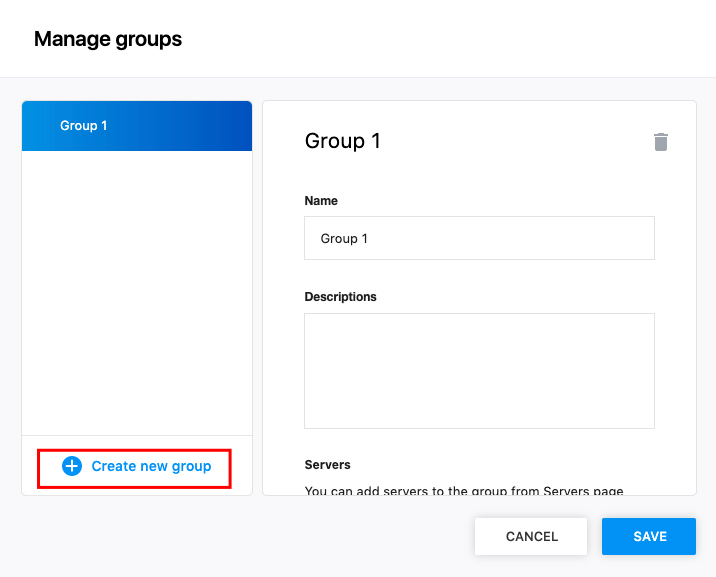 Manage groups
Group 1
Create new group
Group 1
Name
Group 1
Descriptions
Servers
You can add servers to the group from Servers page
CANCEL
SAVE